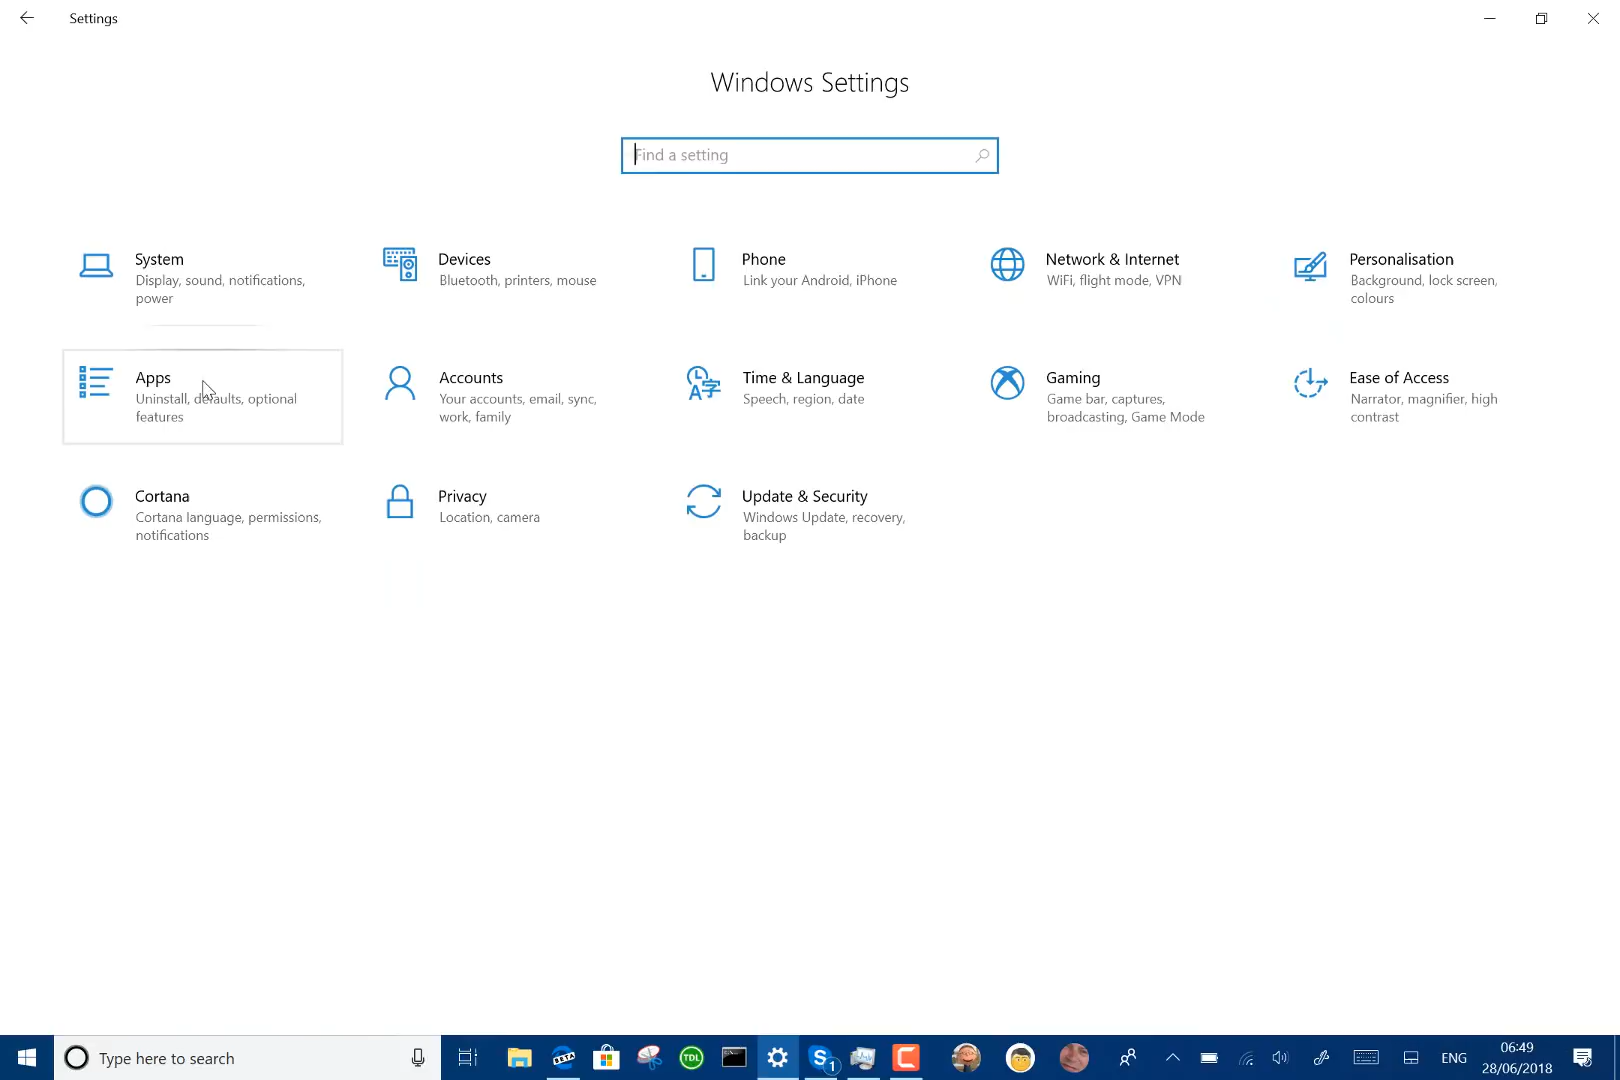 Settings
Windows Settings
Find a setting
System
Display, sound, notifications,
power
Devices
Bluetooth, printers, mouse
Phone
Link your Android, iPhone
Network & Internet
WiFi, flight mode, VPN
Personalisation
Background, lock screen,
colours
Apps
Uninstall, defaults, optional
features
Accounts
Your accounts, email, sync,
work, family
Time & Language
Speech, region, date
Gaming
Game bar, captures,
broadcasting, Game Mode
Ease of Access
Narrator, magnifier, high
contrast
Cortana
Cortana language, permissions,
notifications
Privacy
Location, camera
Update & Security
Windows Update, recovery,
backup
Type here to search
BETA
TDL
1
ENG
06:49
28/06/2018